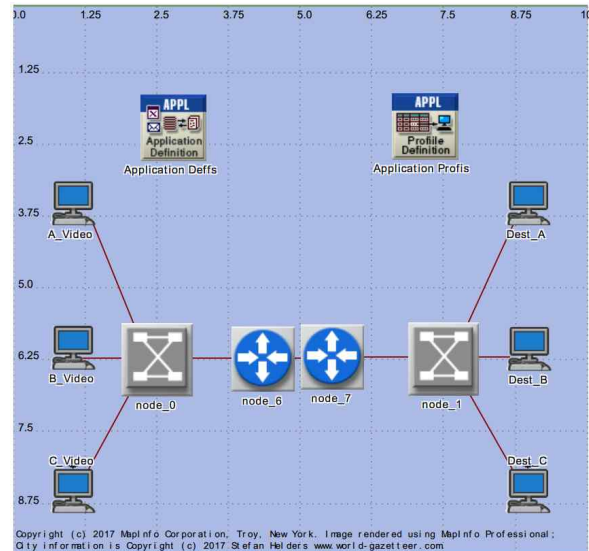 0.0 1.25 2.5 3.75 5.0 6.25 7.5 8.75 10
1.25
APPL
Application
Definition
Application Deffs
APPL
Profile
Definition
Application Profis
2.5
3.75
A_Video
Dest_A
5.0
6.25
B_Video
node_0
node_6
node_7
node_1
Dest_B
7.5
C_Video
Dest_C
8.75
Copyright (c) 2017 MapInfo Corporation, Troy, New York. Image rendered using MapInfo Professional;
City information is Copyright (c) 2017 Stefan Helders www.world-gazetteer.com